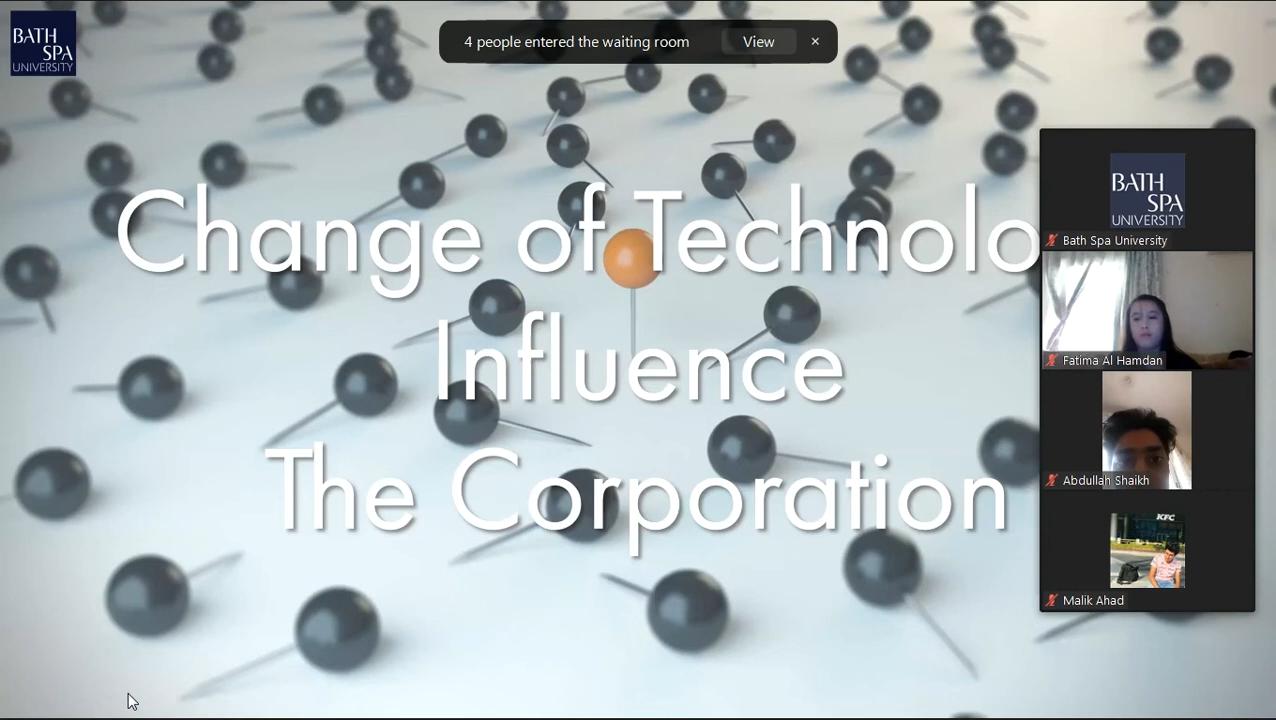 BATH
SPA
UNIVERSITY
4 people entered the waiting room
View
×
Change of Technolo
Influence
The Corporation
BATH
SPA
UNIVERSITY
Bath Spa University
Fatima Al Hamdan
Abdullah Shaikh
KFC
Malik Ahad